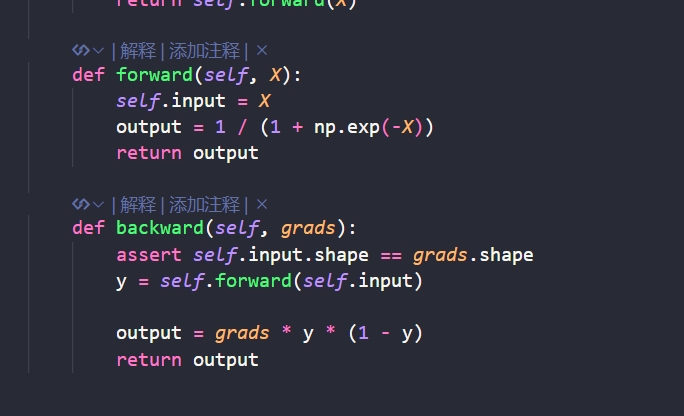 return self.forward(X)
| 解释 | 添加注释 | ×
def forward(self, X):
self.input = X
output = 1 / (1 + np.exp(-X))
return output
| 解释 | 添加注释 | ×
def backward(self, grads):
assert self.input.shape == grads.shape
y = self.forward(self.input)
output = grads * y * (1 - y)
return output